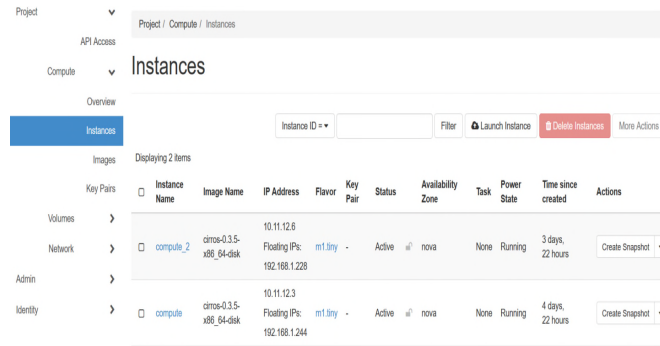 Project
API Access
Compute
Overview
Instances
Images
Key Pairs
Volumes
Network
Admin
Identity
Project / Compute / Instances
Instances
Instance ID = Filter Launch Instance Delete Instances More Actions
Displaying 2 items
Instance Name Image Name IP Address Flavor Key Pair Status Availability Zone Task Power State Time since created Actions
compute_2 cirros-0.3.5-x86_64-disk 10.11.12.6 Floating IPs: 192.168.1.228 m1.tiny - Active nova None Running 3 days, 22 hours Create Snapshot
compute cirros-0.3.5-x86_64-disk 10.11.12.3 Floating IPs: 192.168.1.244 m1.tiny - Active nova None Running 4 days, 22 hours Create Snapshot